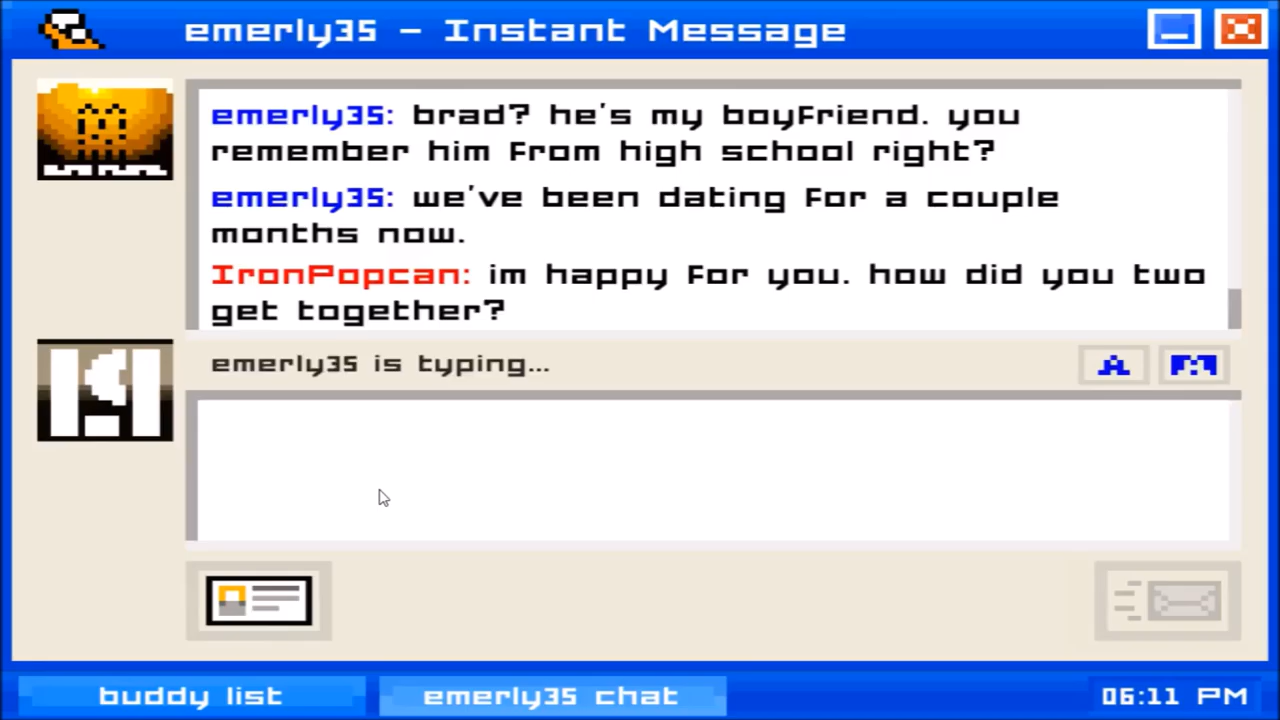 emerly35 - Instant Message
emerly35: brad? he's my boyfriend. you
remember him from high school right?
emerly35: we've been dating for a couple
months now.
IronPopcan: im happy for you. how did you two
get together?
emerly35 is typing...
buddy list
emerly35 chat
06:11 PM